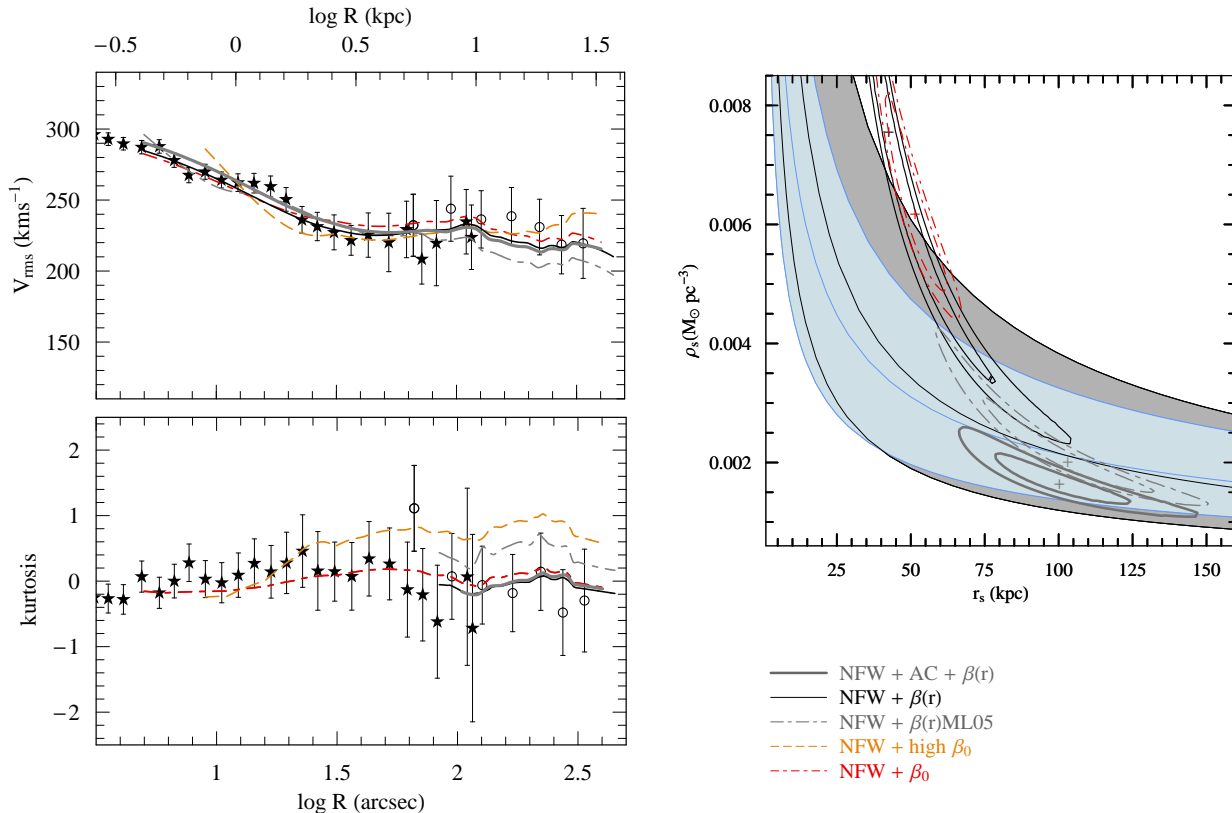 log R (kpc)
−0.5 0 0.5 1 1.5
300
250
200
150
V_rms (kms⁻¹)
2
1
0
−1
−2
kurtosis
1 1.5 2 2.5
log R (arcsec)
0.008
0.006
0.004
0.002
ρ_s(M_⊙ pc⁻³)
25 50 75 100 125 150
r_s (kpc)
NFW + AC + β(r)
NFW + β(r)
NFW + β(r)ML05
NFW + high β₀
NFW + β₀